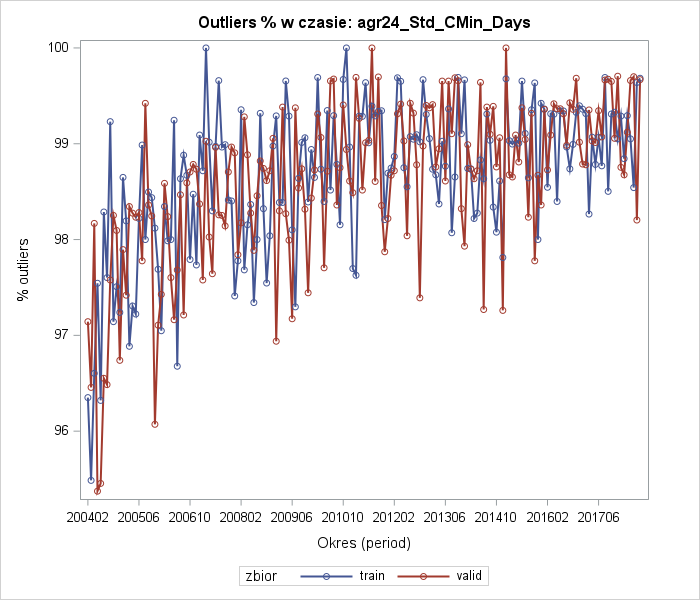 Outliers % w czasie: agr24_Std_CMin_Days
% outliers
100
99
98
97
96
200402 200506 200610 200802 200906 201010 201202 201306 201410 201602 201706
Okres (period)
zbior train valid